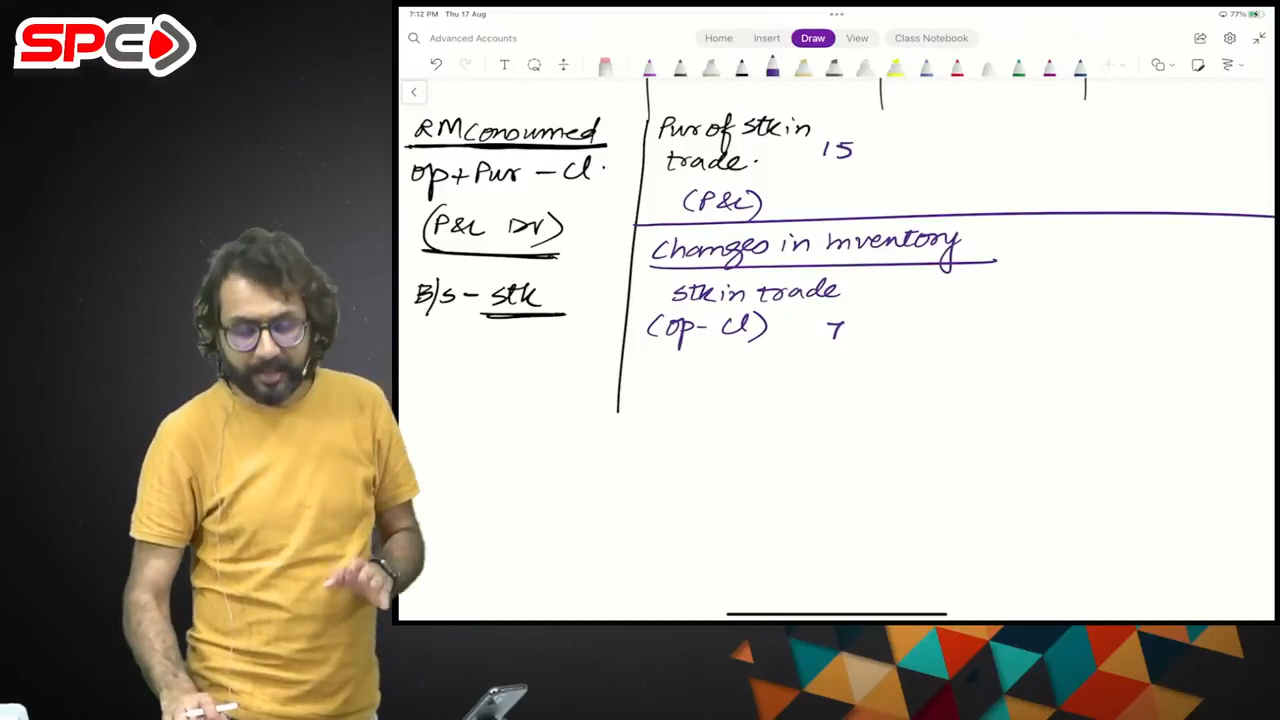 SPE
7:12 PM Thu 17 Aug
77%
Advanced Accounts
Home Insert Draw View Class Notebook
RM Consumed
Op + Pur - Cl.
(P&L Dr)
B/S - stk
Pur of stk in
trade. 15
(P&L)
Changes in Inventory
stk in trade
(Op - Cl) 7